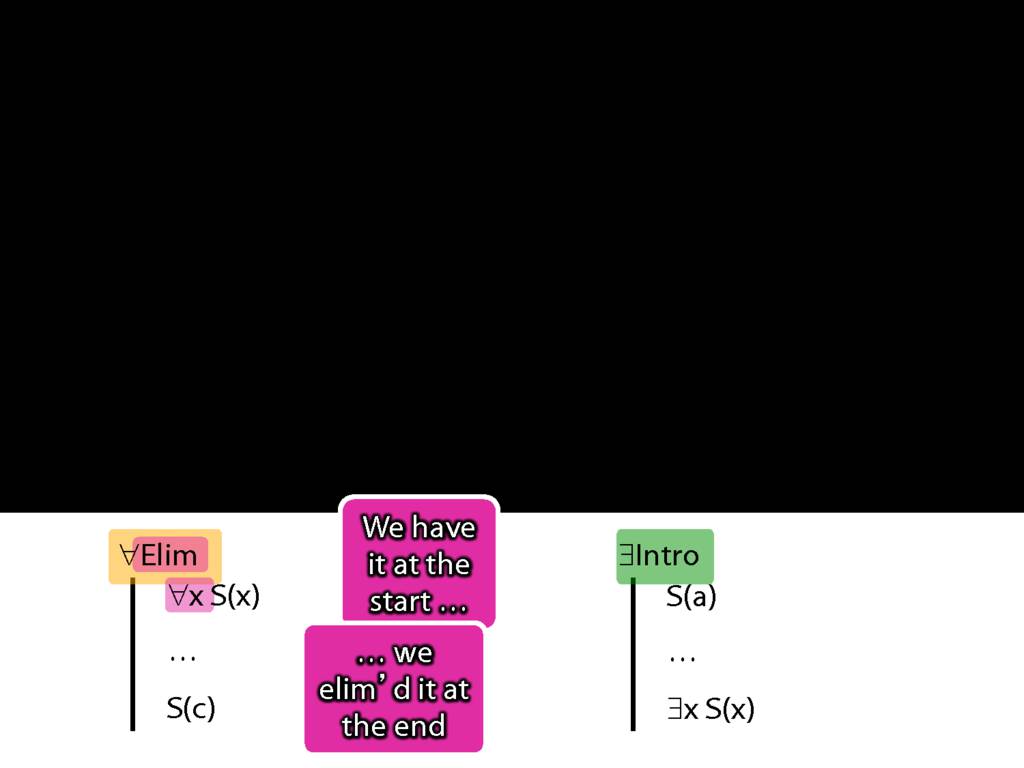 ∀Elim
∀x S(x)
…
S(c)
We have
it at the
start …
… we
elim’d it at
the end
∃Intro
S(a)
…
∃x S(x)